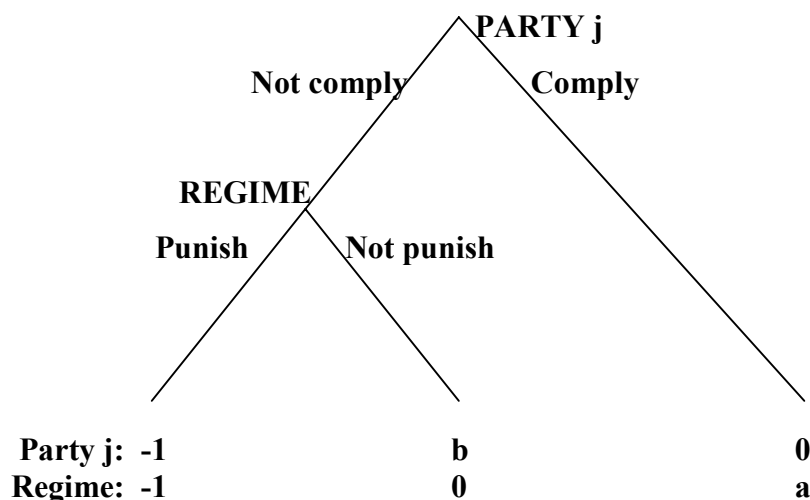 PARTY j
Not comply Comply
REGIME
Punish Not punish
Party j: -1 b 0
Regime: -1 0 a